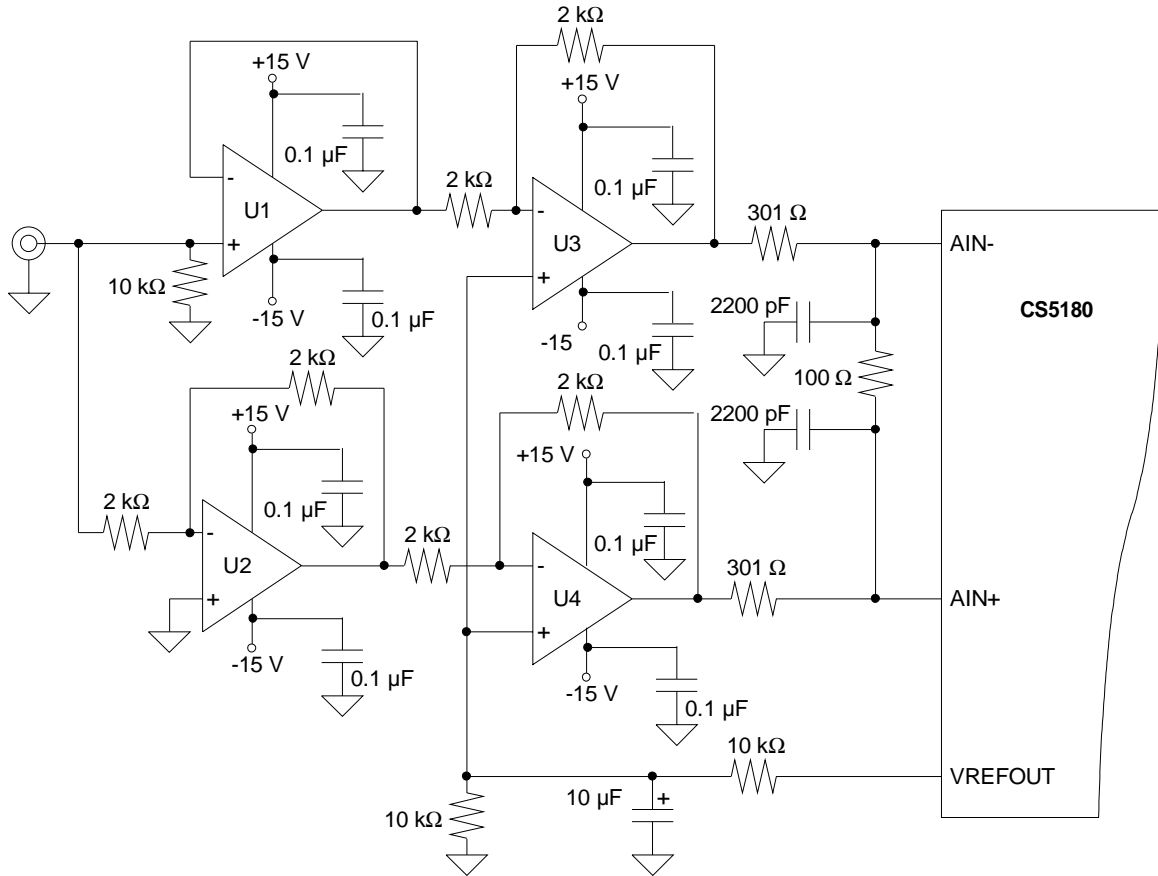 2 kΩ
2 kΩ
+15 V
+15 V
0.1 µF
0.1 µF
2 kΩ
-
U1
+
-
U3
+
301 Ω
AIN-
10 kΩ
-15 V
0.1 µF
-15
0.1 µF
2200 pF
CS5180
100 Ω
2 kΩ
2 kΩ
2200 pF
+15 V
+15 V
0.1 µF
0.1 µF
2 kΩ
-
U2
+
2 kΩ
-
U4
+
301 Ω
AIN+
-15 V
0.1 µF
-15 V
0.1 µF
10 kΩ
VREFOUT
10 µF
+
10 kΩ